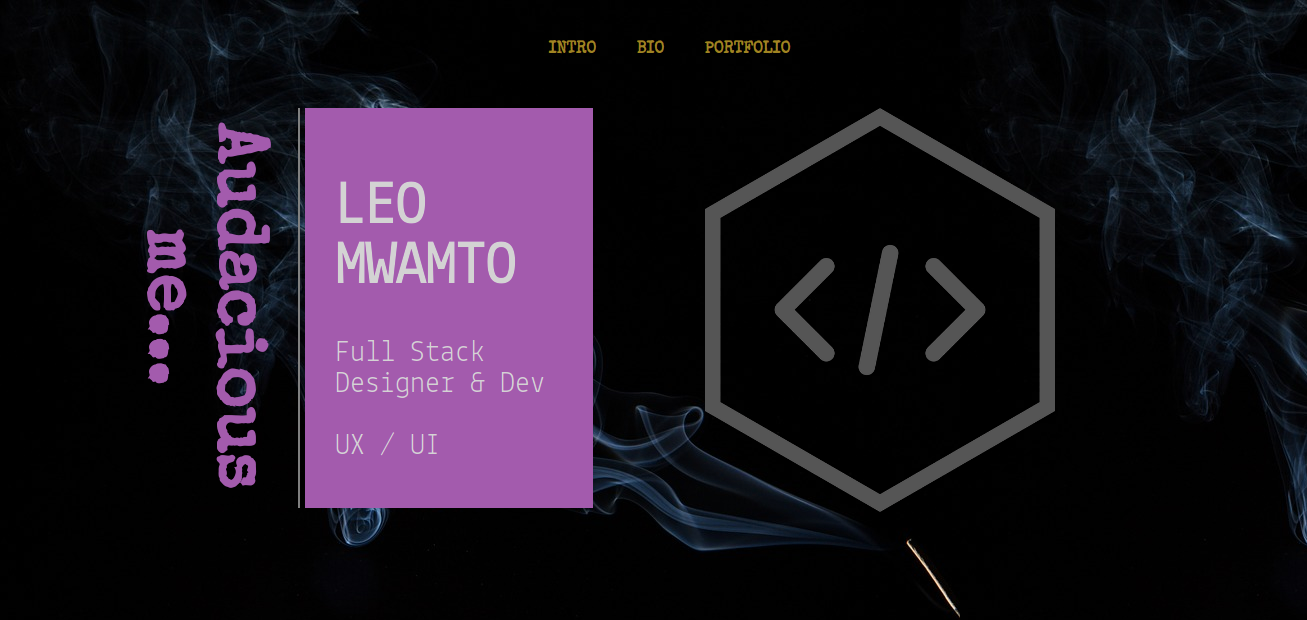 INTRO BIO PORTFOLIO
Audacious
me...
LEO
MWAMTO
Full Stack
Designer & Dev
UX / UI
</>